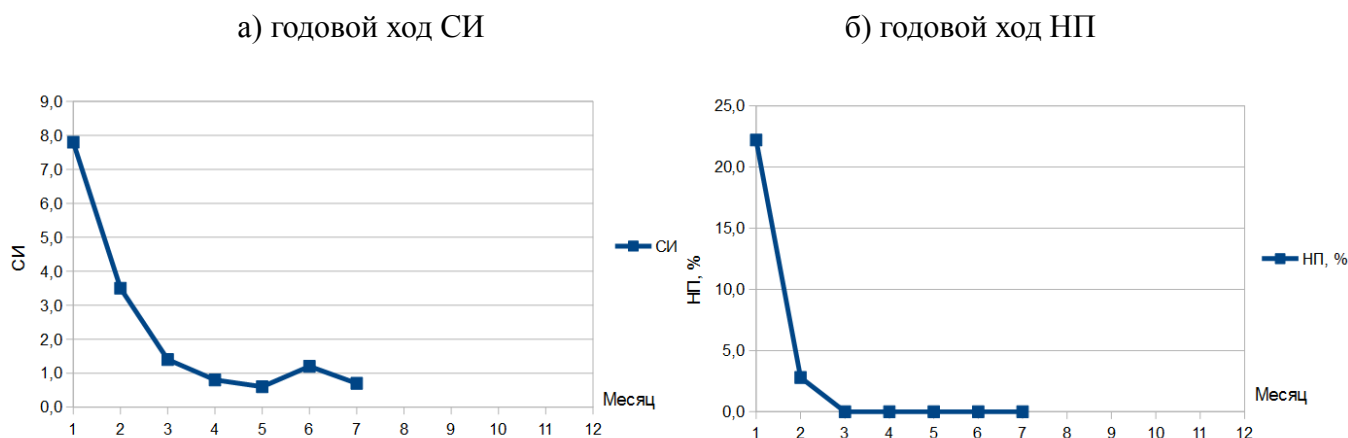 а) годовой ход СИ
9,0
8,0
7,0
6,0
5,0
4,0
3,0
2,0
1,0
0,0
СИ
1 2 3 4 5 6 7 8 9 10 11 12
Месяц
СИ
б) годовой ход НП
25,0
20,0
15,0
10,0
5,0
0,0
НП, %
1 2 3 4 5 6 7 8 9 10 11 12
Месяц
НП, %